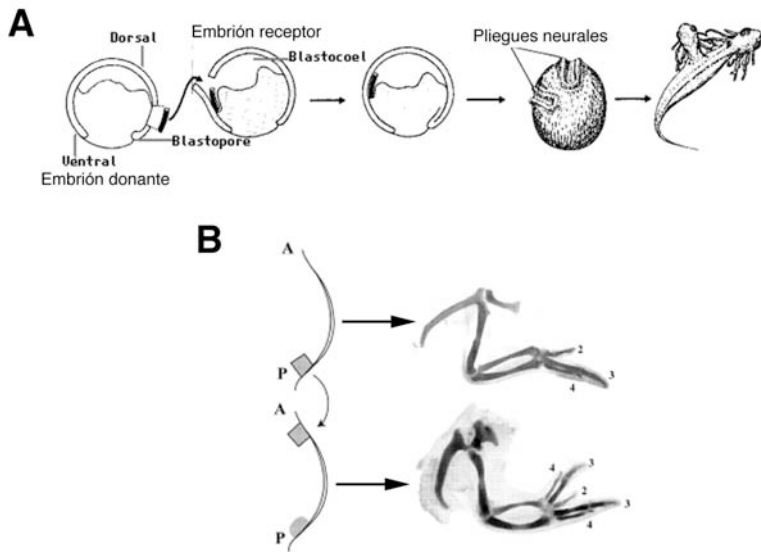 A
Dorsal
Embrión receptor
Blastocoel
Pliegues neurales
Blastopore
Ventral
Embrión donante
B
A
P
2
3
4
A
P
4
3
2
3
4